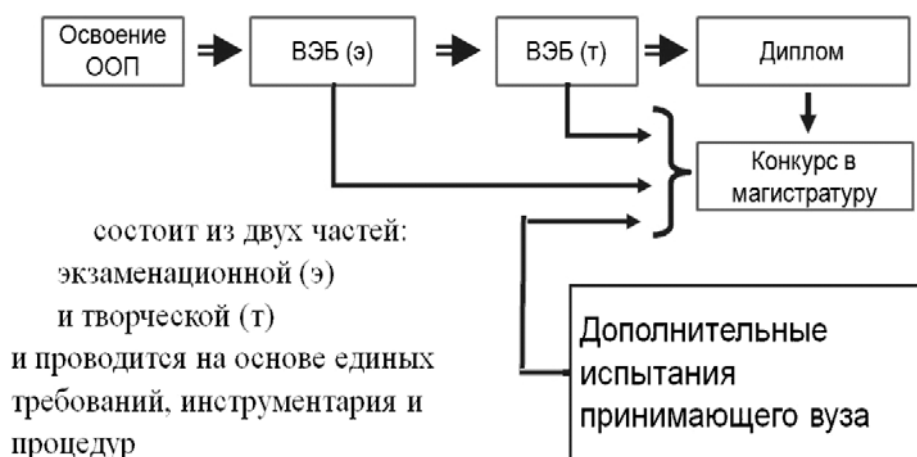 Освоение
ООП
ВЭБ (э)
ВЭБ (т)
Диплом
Конкурс в
магистратуру
состоит из двух частей:
экзаменационной (э)
и творческой (т)
и проводится на основе единых
требований, инструментария и
процедур
Дополнительные
испытания
принимающего вуза